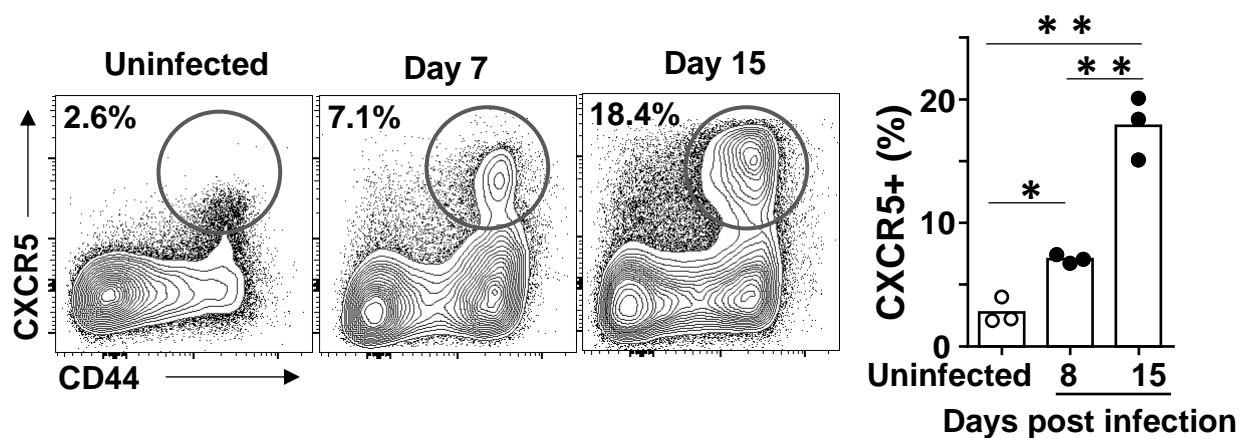 Uninfected
Day 7
Day 15
2.6%
7.1%
18.4%
CXCR5
CD44
* *
* *
*
CXCR5+ (%)
20
10
0
Uninfected 8 15
Days post infection